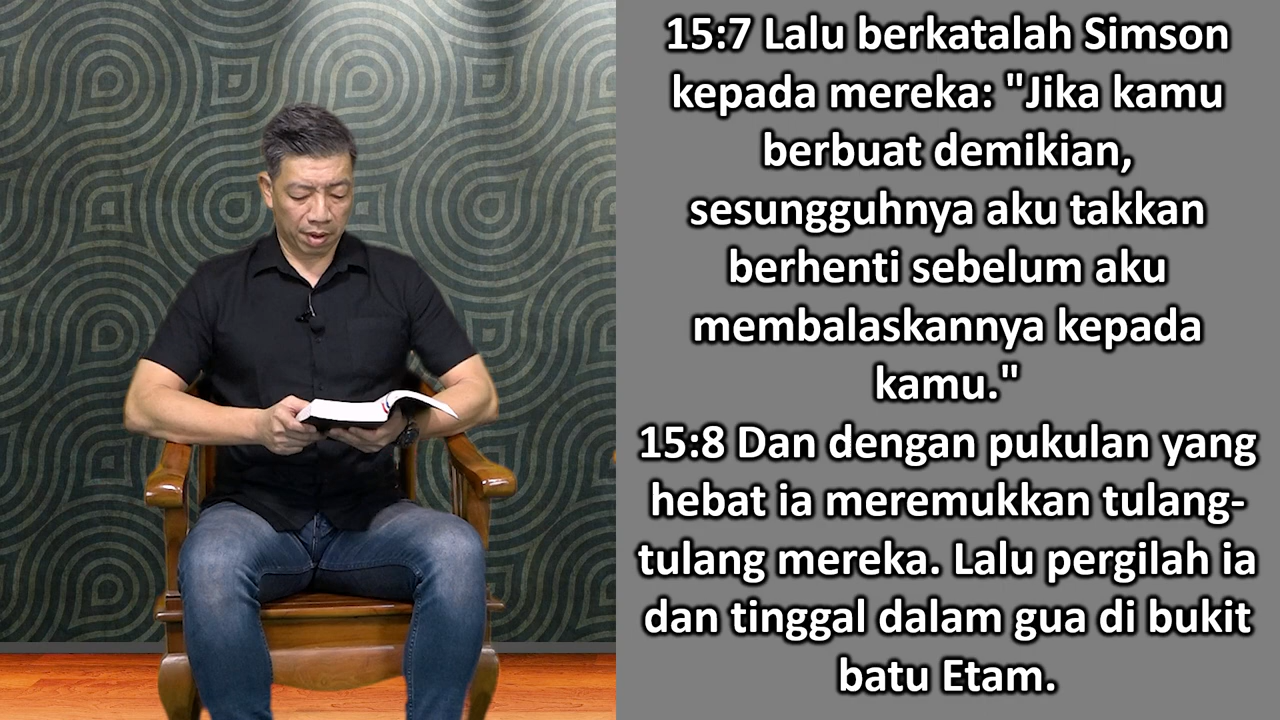 15:7 Lalu berkatalah Simson
kepada mereka: "Jika kamu
berbuat demikian,
sesungguhnya aku takkan
berhenti sebelum aku
membalaskannya kepada
kamu."
15:8 Dan dengan pukulan yang
hebat ia meremukkan tulang-
tulang mereka. Lalu pergilah ia
dan tinggal dalam gua di bukit
batu Etam.